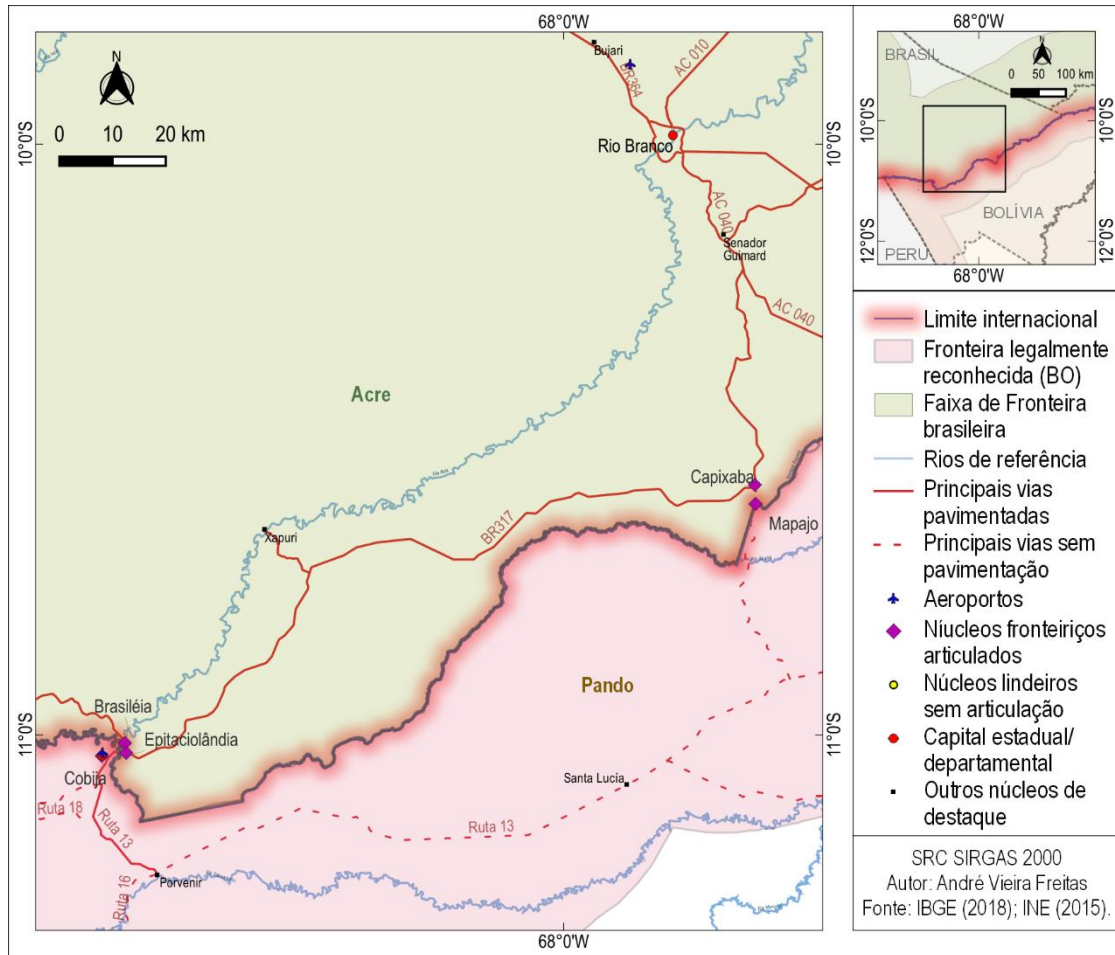 68°0'W
10°0'S
11°0'S
N
0 10 20 km
Bujari
BR364
AC 010
Rio Branco
AC 040
Senador
Guimard
AC 040
Acre
Rio Acre
Capixaba
Mapajo
Xapuri
BR317
Pando
Brasiléia
Epitaciolândia
Cobija
Ruta 18
Ruta 13
Santa Lucía
Ruta 13
Porvenir
Ruta 16
68°0'W
68°0'W
BRASIL
N
0 50 100 km
10°0'S
10°0'S
BOLÍVIA
12°0'S
12°0'S
PERU
68°0'W
Limite internacional
Fronteira legalmente
reconhecida (BO)
Faixa de Fronteira
brasileira
Rios de referência
Principais vias
pavimentadas
Principais vias sem
pavimentação
Aeroportos
Níucleos fronteiriços
articulados
Núcleos lindeiros
sem articulação
Capital estadual/
departamental
Outros núcleos de
destaque
SRC SIRGAS 2000
Autor: André Vieira Freitas
Fonte: IBGE (2018); INE (2015).